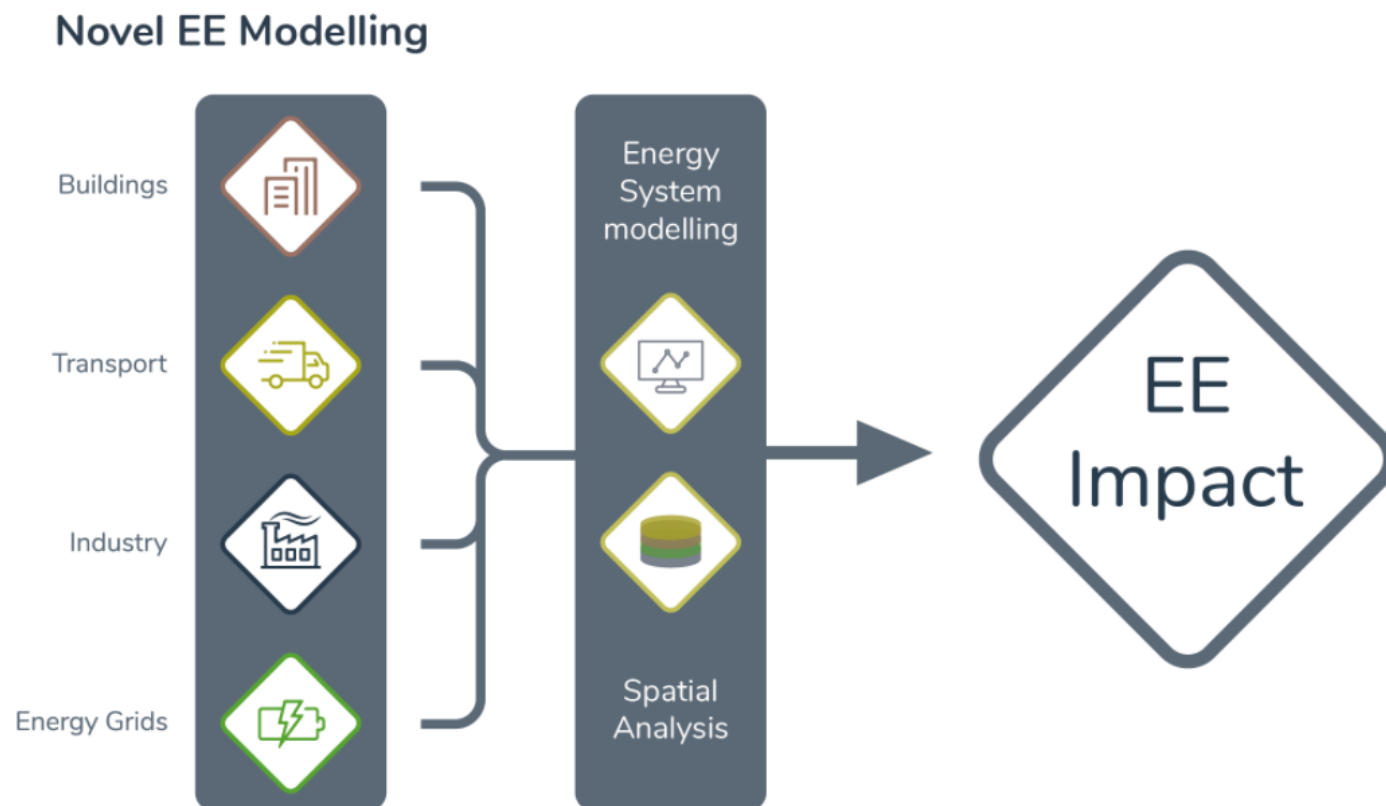 Novel EE Modelling
Buildings
Transport
Industry
Energy Grids
Energy
System
modelling
Spatial
Analysis
EE
Impact